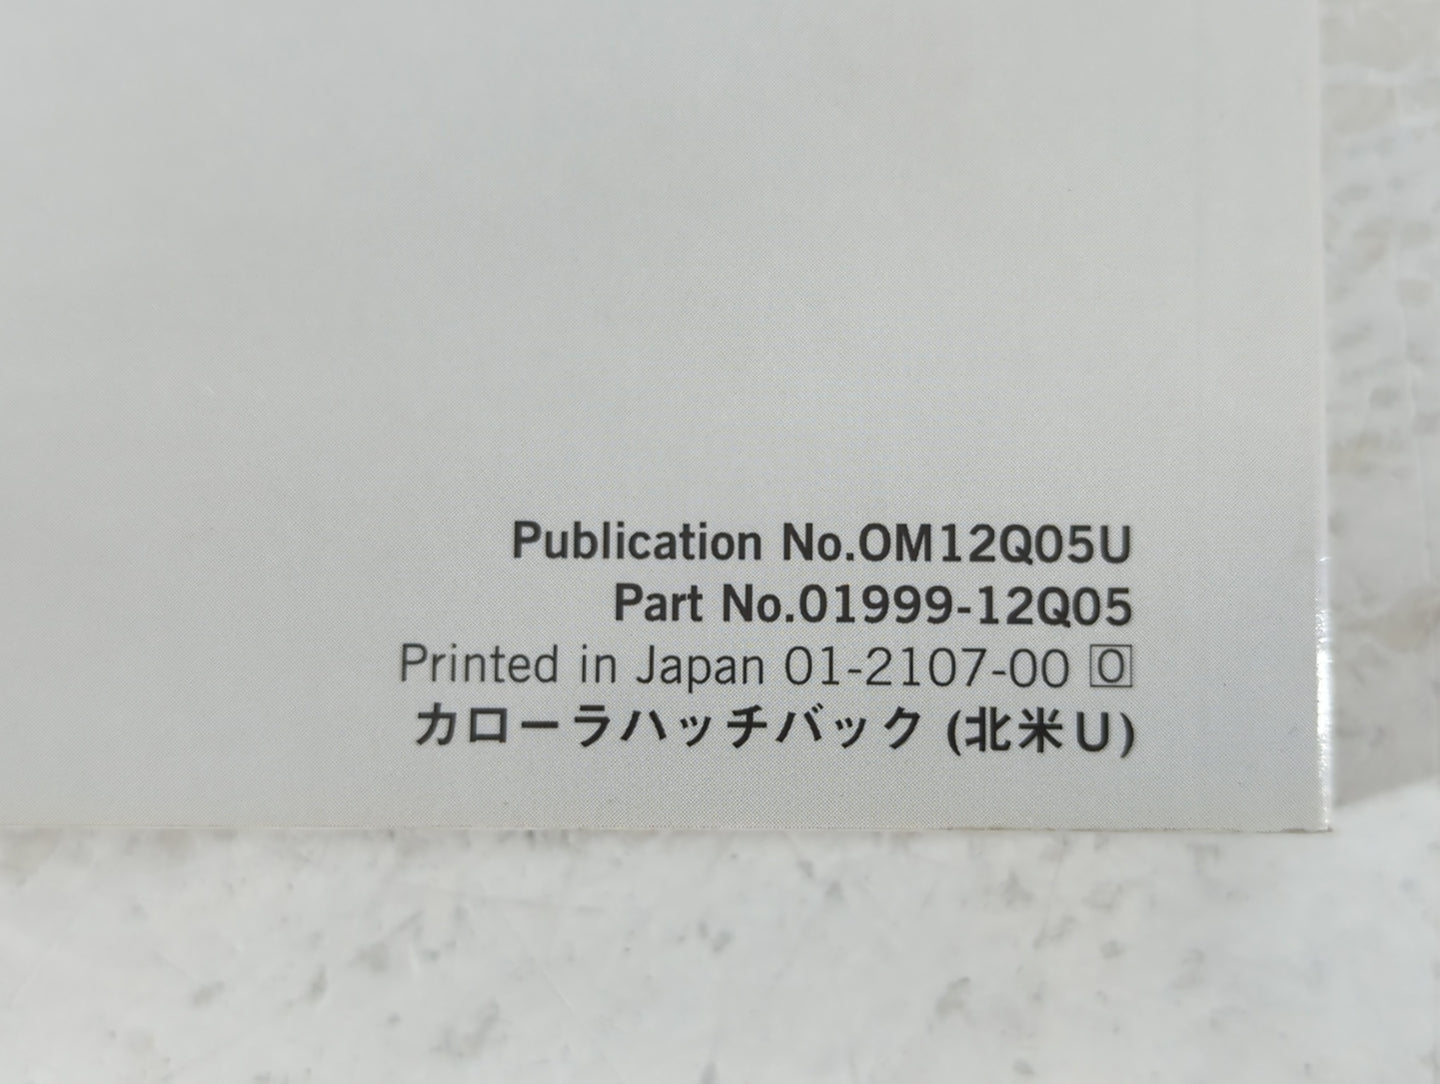 Publication No.OM12Q05U
Part No.01999-12Q05
Printed in Japan 01-2107-00 O
カローラハッチバック (北米U)